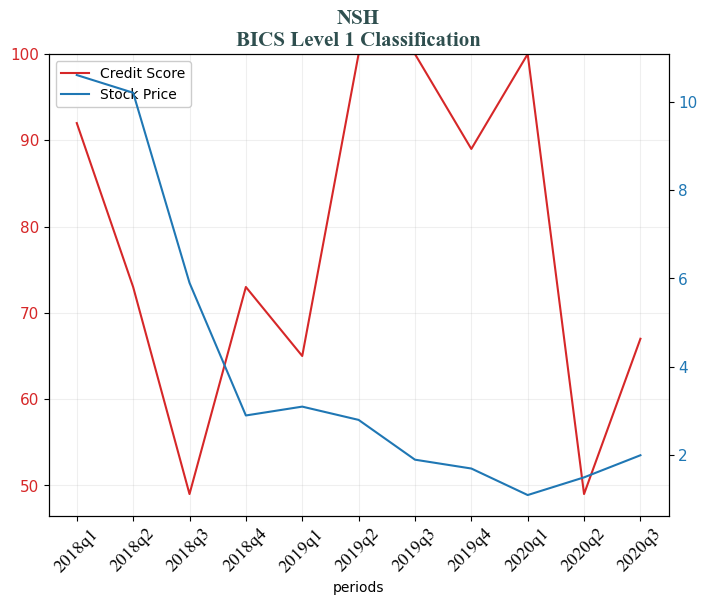 NSH
BICS Level 1 Classification
Credit Score
Stock Price
100
90
80
70
60
50
10
8
6
4
2
2018q1
2018q2
2018q3
2018q4
2019q1
2019q2
2019q3
2019q4
2020q1
2020q2
2020q3
periods